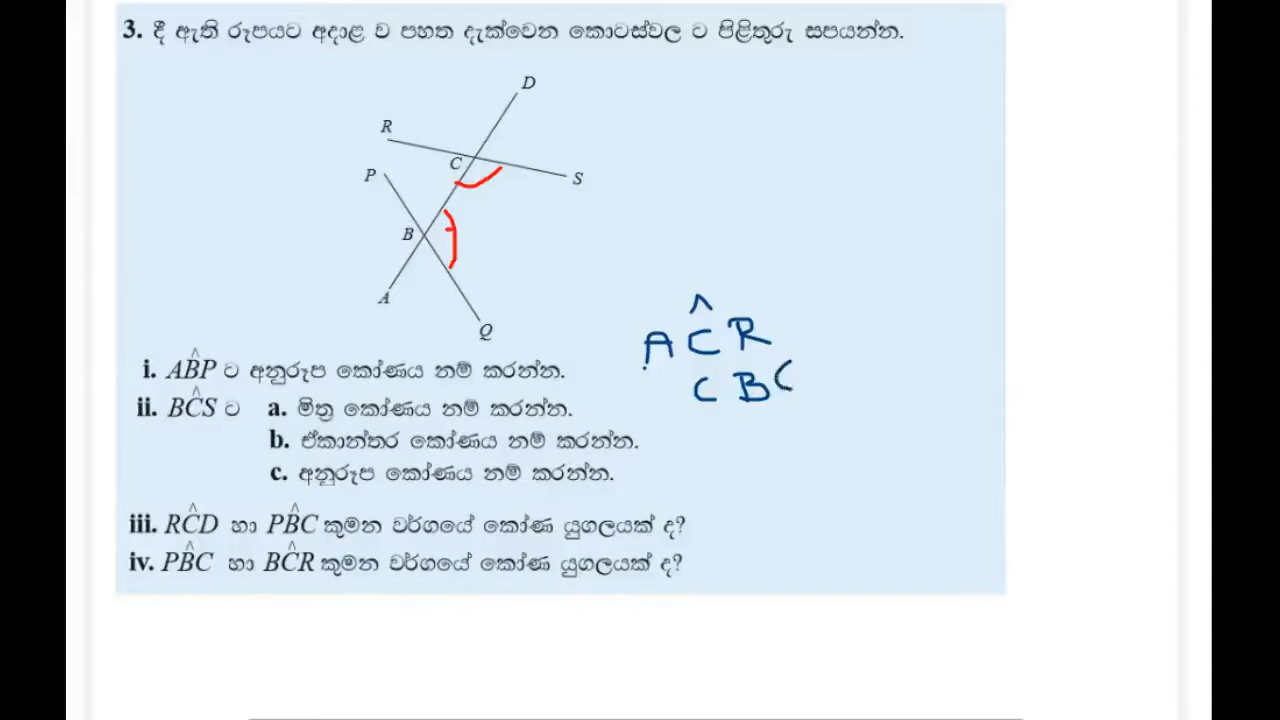 3. දී ඇති රූපයට අදාළ ව පහත දැක්වෙන කොටස්වල ට පිළිතුරු සපයන්න.
D
R
C
P
S
B
A
Q
AĈR
CB
i. AB̂P ට අනුරූප කෝණය නම් කරන්න.
ii. BĈS ට a. මිත්‍ර කෝණය නම් කරන්න.
b. ඒකාන්තර කෝණය නම් කරන්න.
c. අනුරූප කෝණය නම් කරන්න.
iii. RĈD හා PB̂C කුමන වර්ගයේ කෝණ යුගලයක් ද?
iv. PB̂C හා BĈR කුමන වර්ගයේ කෝණ යුගලයක් ද?